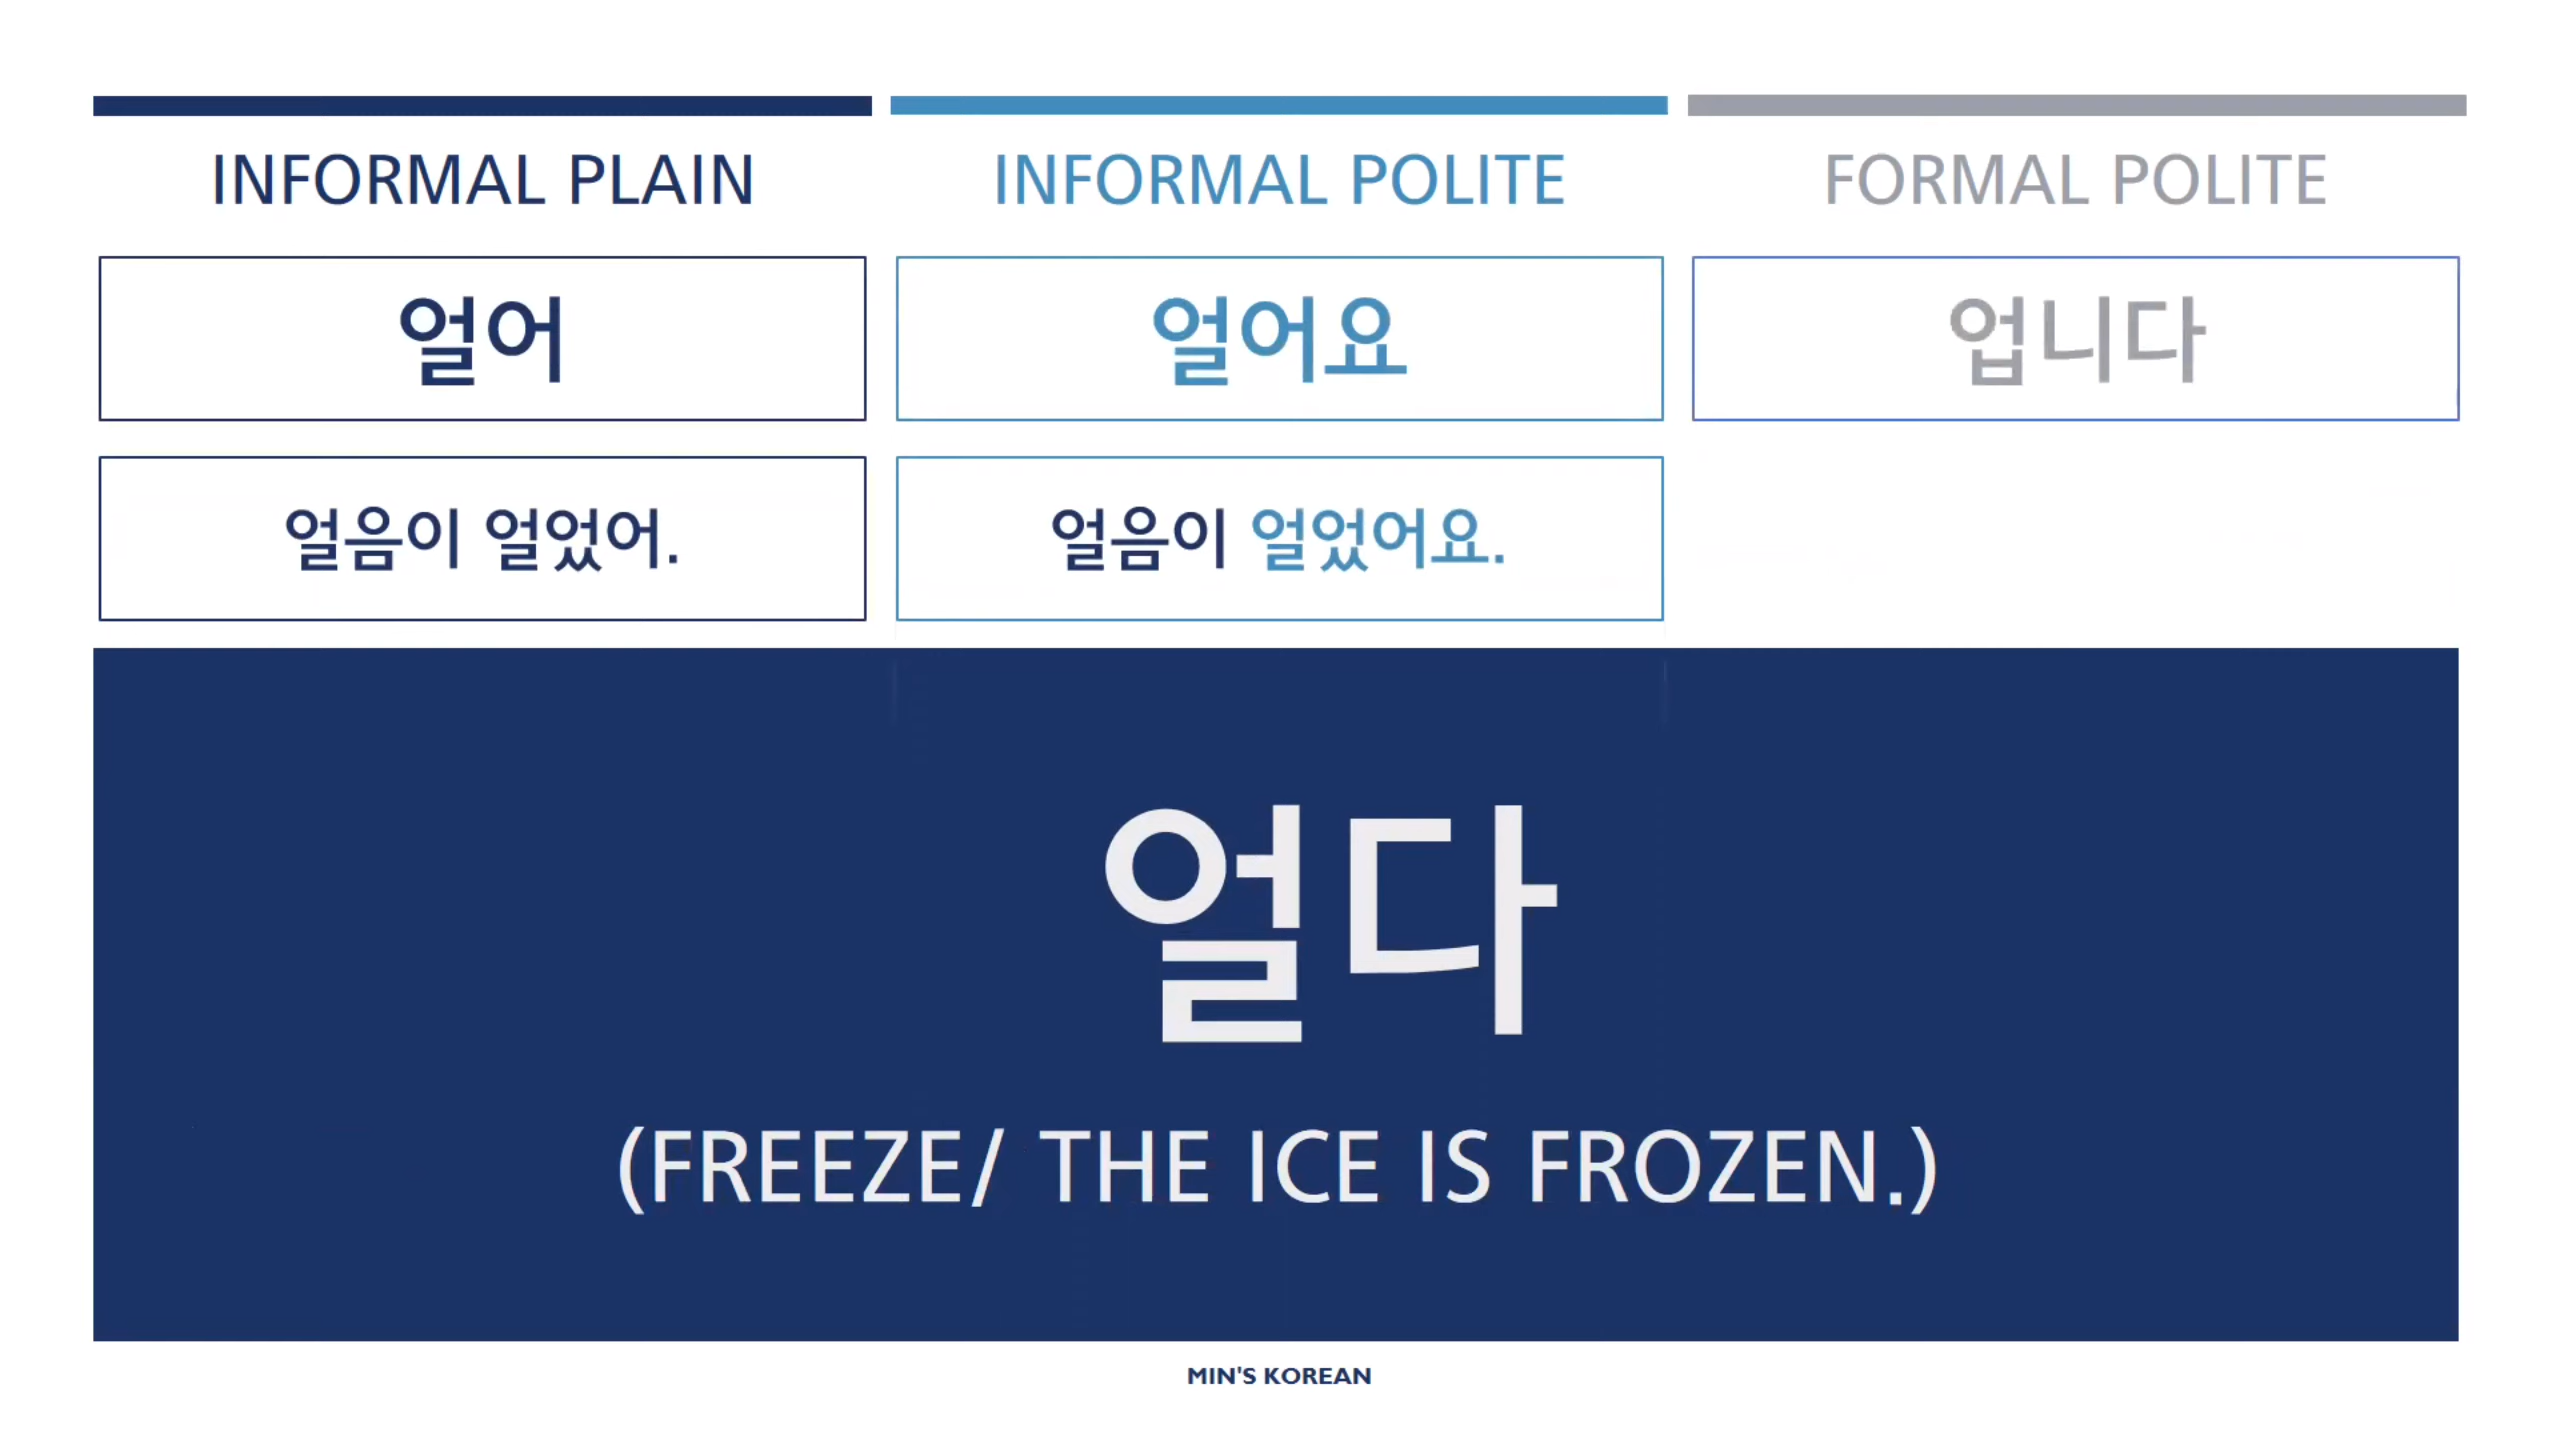 INFORMAL PLAIN
INFORMAL POLITE
FORMAL POLITE
얼어
얼어요
업니다
얼음이 얼었어.
얼음이 얼었어요.
얼다
(FREEZE/ THE ICE IS FROZEN.)
MIN'S KOREAN